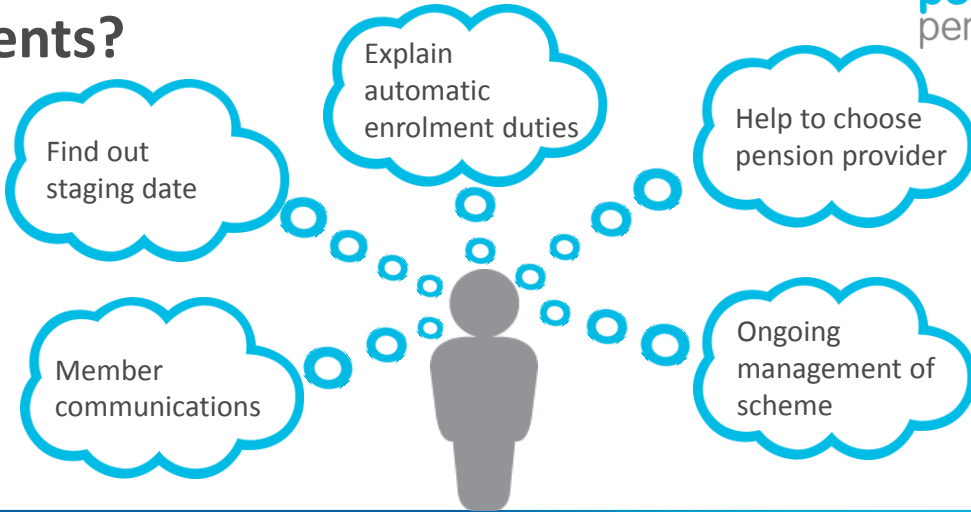 ents?
Explain
automatic
enrolment duties
Find out
staging date
Help to choose
pension provider
Member
communications
Ongoing
management of
scheme